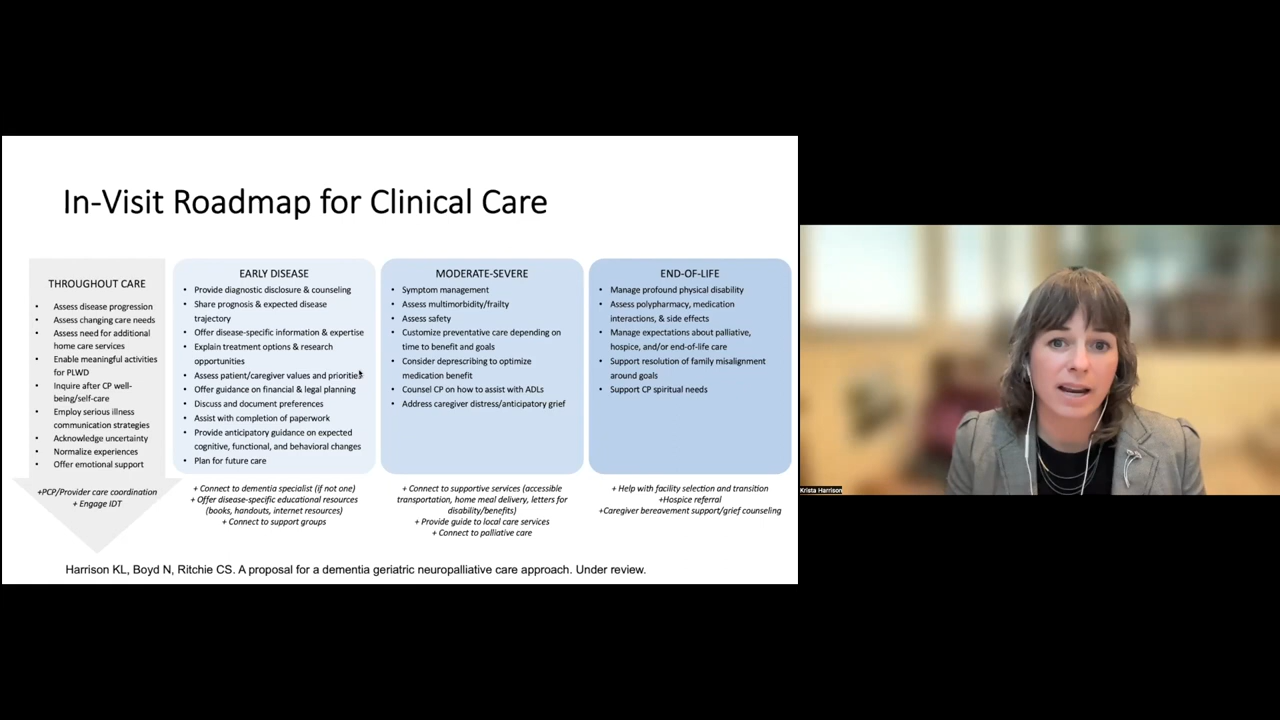 In-Visit Roadmap for Clinical Care
THROUGHOUT CARE
• Assess disease progression
• Assess changing care needs
• Assess need for additional
home care services
• Enable meaningful activities
for PLWD
• Inquire after CP well-
being/self-care
• Employ serious illness
communication strategies
• Acknowledge uncertainty
• Normalize experiences
• Offer emotional support
+PCP/Provider care coordination
+ Engage IDT
EARLY DISEASE
• Provide diagnostic disclosure & counseling
• Share prognosis & expected disease
trajectory
• Offer disease-specific information & expertise
• Explain treatment options & research
opportunities
• Assess patient/caregiver values and priorities
• Offer guidance on financial & legal planning
• Discuss and document preferences
• Assist with completion of paperwork
• Provide anticipatory guidance on expected
cognitive, functional, and behavioral changes
• Plan for future care
+ Connect to dementia specialist (if not one)
+ Offer disease-specific educational resources
(books, handouts, internet resources)
+ Connect to support groups
MODERATE-SEVERE
• Symptom management
• Assess multimorbidity/frailty
• Assess safety
• Customize preventative care depending on
time to benefit and goals
• Consider deprescribing to optimize
medication benefit
• Counsel CP on how to assist with ADLs
• Address caregiver distress/anticipatory grief
+ Connect to supportive services (accessible
transportation, home meal delivery, letters for
disability/benefits)
+ Provide guide to local care services
+ Connect to palliative care
END-OF-LIFE
• Manage profound physical disability
• Assess polypharmacy, medication
interactions, & side effects
• Manage expectations about palliative,
hospice, and/or end-of-life care
• Support resolution of family misalignment
around goals
• Support CP spiritual needs
+ Help with facility selection and transition
+Hospice referral
+Caregiver bereavement support/grief counseling
Harrison KL, Boyd N, Ritchie CS. A proposal for a dementia geriatric neuropalliative care approach. Under review.
Krista Harrison